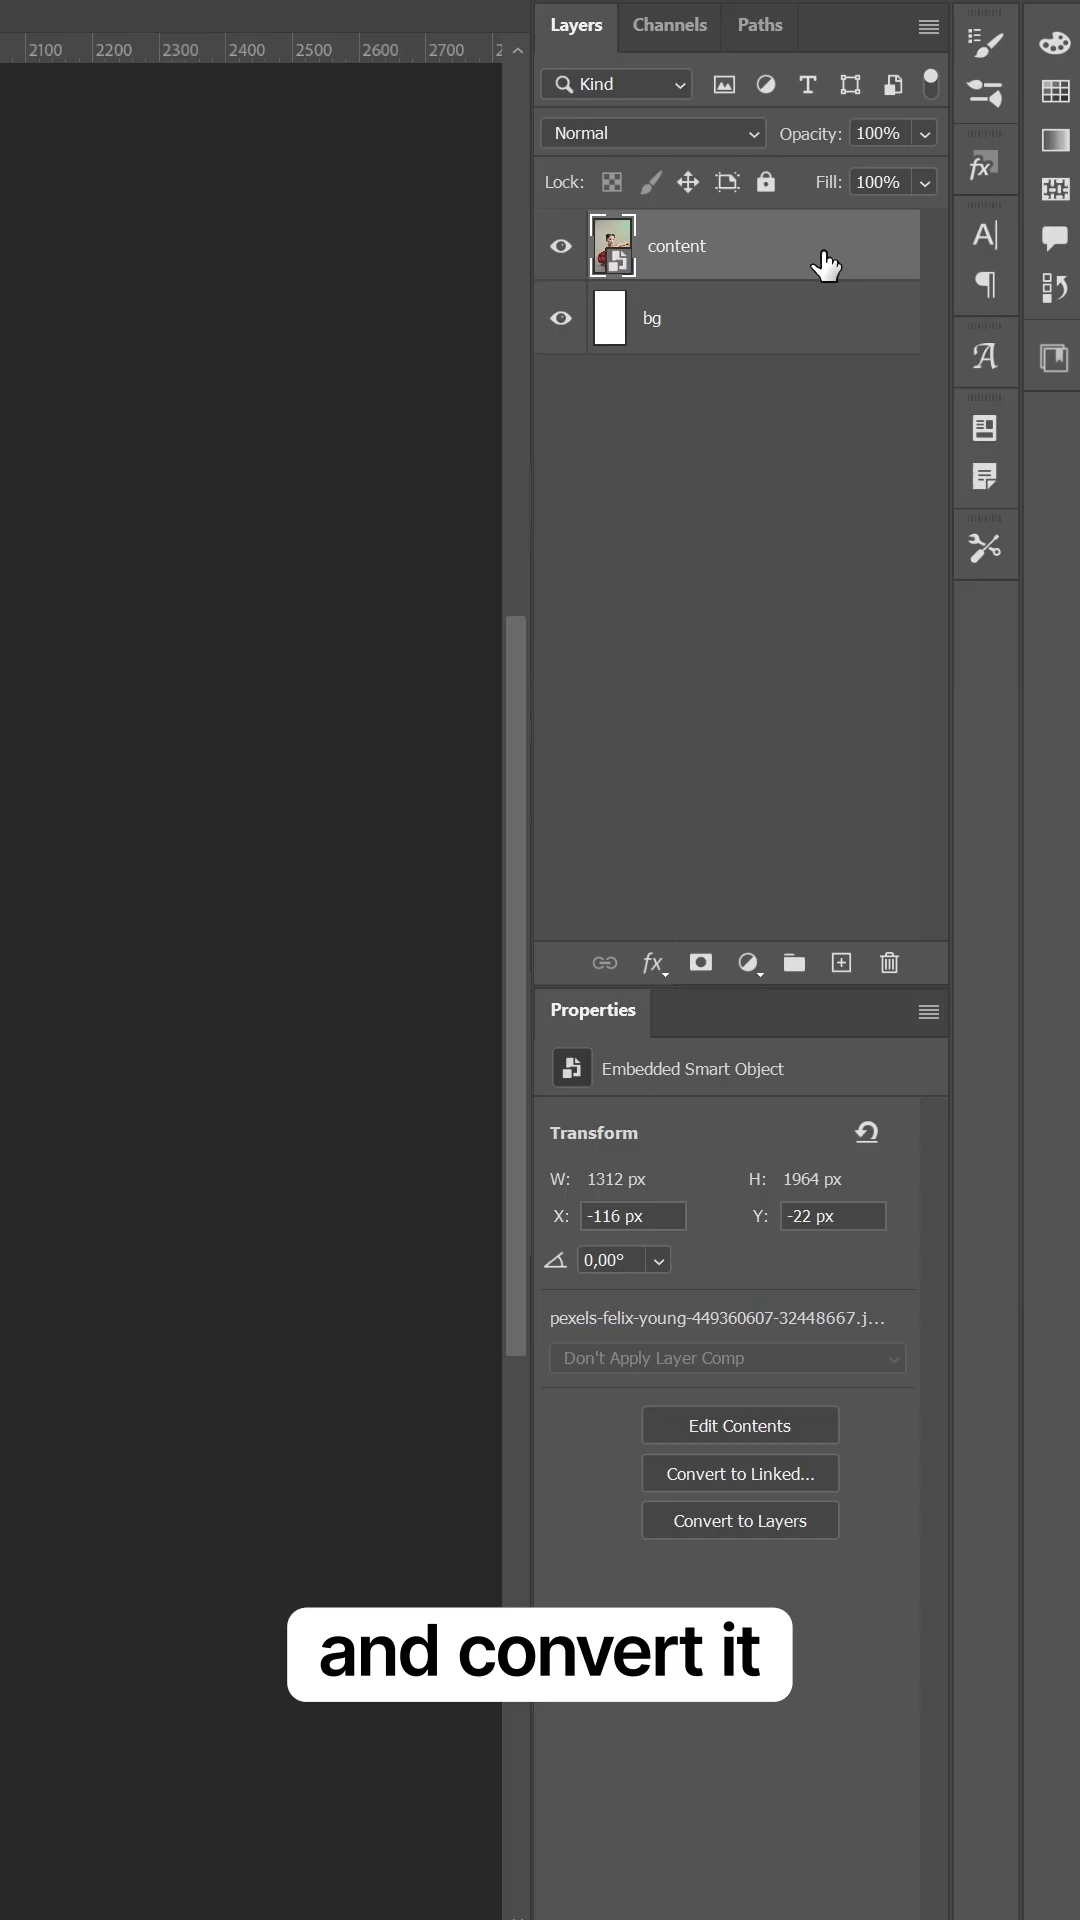 Layers Channels Paths
2100 2200 2300 2400 2500 2600 2700 2
Kind
Normal Opacity: 100%
Lock: Fill: 100%
content
bg
fx
Properties
Embedded Smart Object
Transform
W: 1312 px H: 1964 px
X: -116 px Y: -22 px
0,00°
pexels-felix-young-449360607-32448667.j...
Don't Apply Layer Comp
Edit Contents
Convert to Linked...
Convert to Layers
and convert it